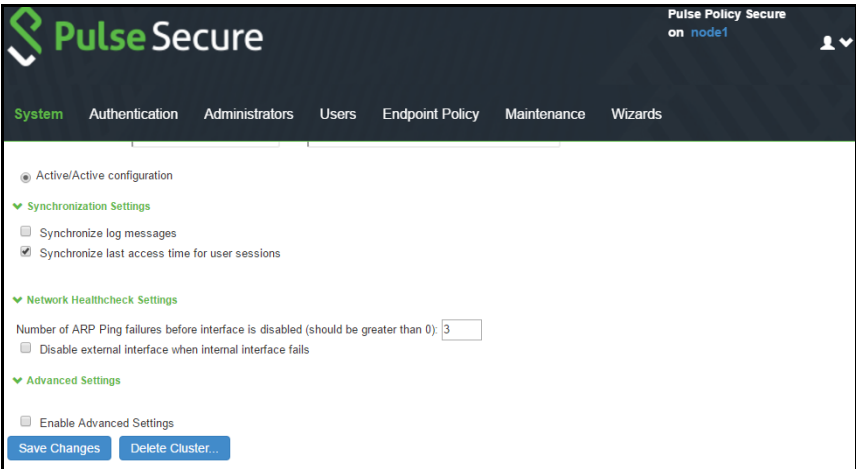 Pulse Secure
Pulse Policy Secure
on node1
System Authentication Administrators Users Endpoint Policy Maintenance Wizards
Active/Active configuration
Synchronization Settings
Synchronize log messages
Synchronize last access time for user sessions
Network Healthcheck Settings
Number of ARP Ping failures before interface is disabled (should be greater than 0): 3
Disable external interface when internal interface fails
Advanced Settings
Enable Advanced Settings
Save Changes Delete Cluster...